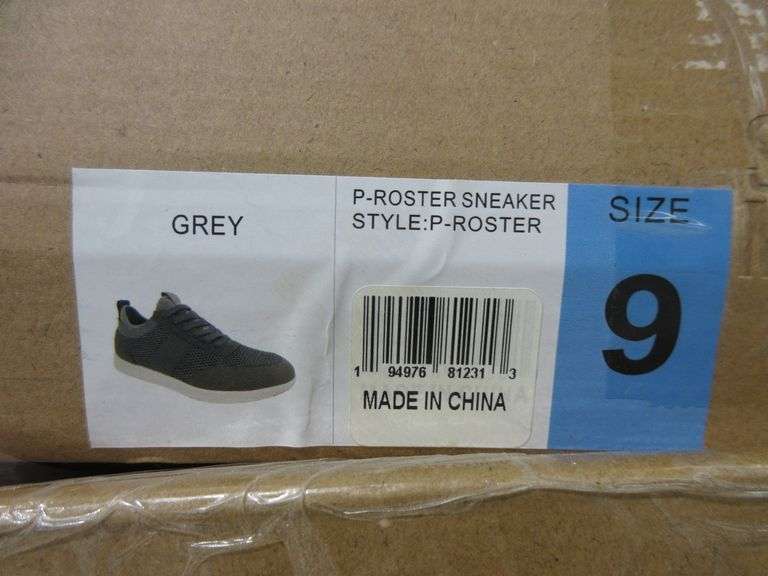 GREY
P-ROSTER SNEAKER
STYLE:P-ROSTER
1 94976 81231 3
MADE IN CHINA
SIZE
9